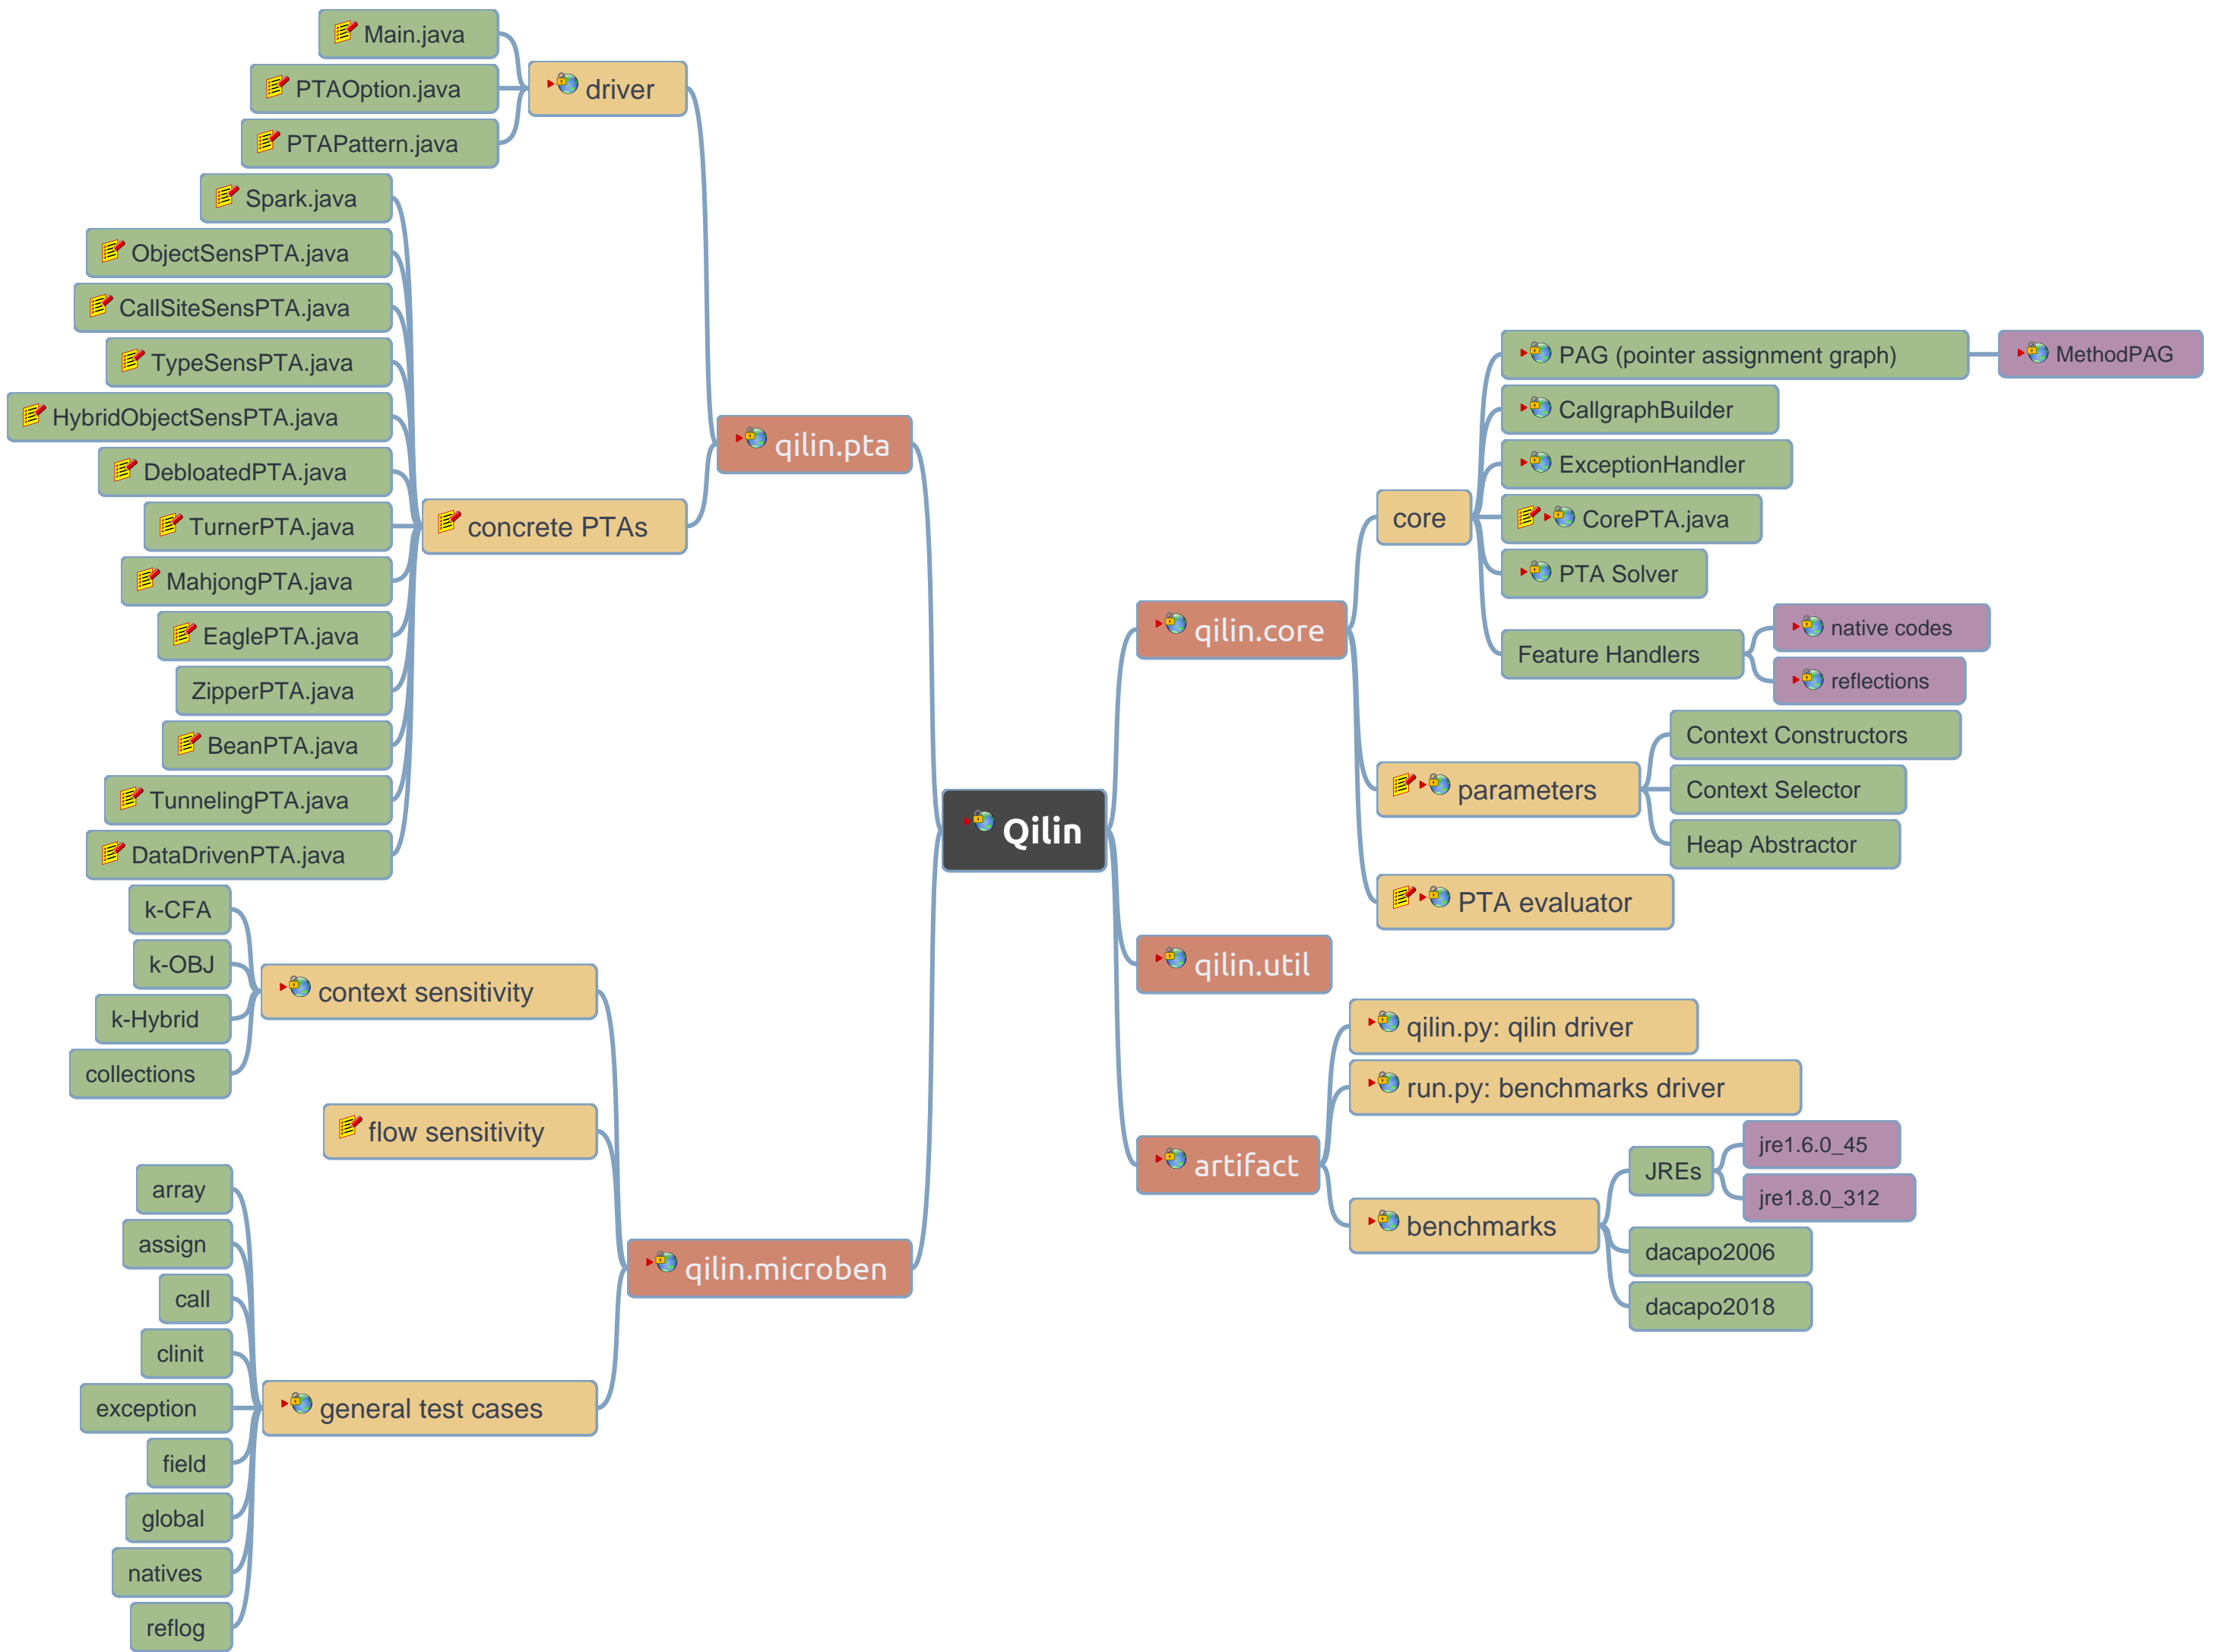 Main.java
PTAOption.java
PTAPattern.java
driver
Spark.java
ObjectSensPTA.java
CallSiteSensPTA.java
TypeSensPTA.java
HybridObjectSensPTA.java
DebloatedPTA.java
TurnerPTA.java
MahjongPTA.java
EaglePTA.java
ZipperPTA.java
BeanPTA.java
TunnelingPTA.java
DataDrivenPTA.java
concrete PTAs
qilin.pta
k-CFA
k-OBJ
k-Hybrid
collections
context sensitivity
flow sensitivity
array
assign
call
clinit
exception
field
global
natives
reflog
general test cases
qilin.microben
Qilin
qilin.core
core
PAG (pointer assignment graph)
MethodPAG
CallgraphBuilder
ExceptionHandler
CorePTA.java
PTA Solver
Feature Handlers
native codes
reflections
parameters
Context Constructors
Context Selector
Heap Abstractor
PTA evaluator
qilin.util
artifact
qilin.py: qilin driver
run.py: benchmarks driver
benchmarks
JREs
jre1.6.0_45
jre1.8.0_312
dacapo2006
dacapo2018